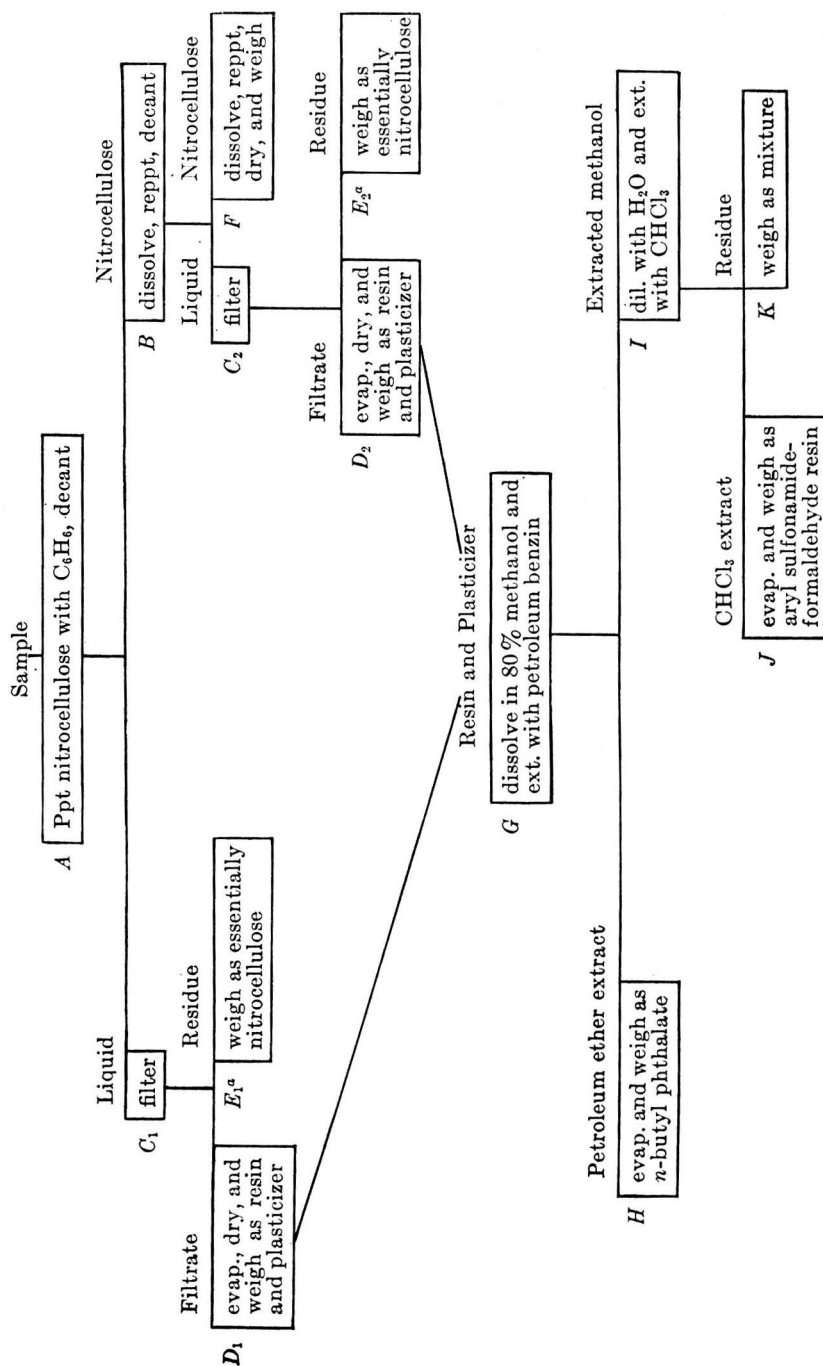 Sample
A Ppt nitrocellulose with C₆H₆, decant
Liquid
Nitrocellulose
C₁ filter
B dissolve, reppt, decant
Filtrate
Residue
Liquid
Nitrocellulose
D₁ evap., dry, and
weigh as resin
and plasticizer
E₁ᵃ weigh as essentially
nitrocellulose
C₂ filter
F dissolve, reppt,
dry, and weigh
Filtrate
Residue
D₂ evap., dry, and
weigh as resin
and plasticizer
E₂ᵃ weigh as
essentially
nitrocellulose
Resin and Plasticizer
G dissolve in 80% methanol and
ext. with petroleum benzin
Petroleum ether extract
Extracted methanol
H evap. and weigh as
n-butyl phthalate
I dil. with H₂O and ext.
with CHCl₃
CHCl₃ extract
Residue
J evap. and weigh as
aryl sulfonamide-
formaldehyde resin
K weigh as mixture